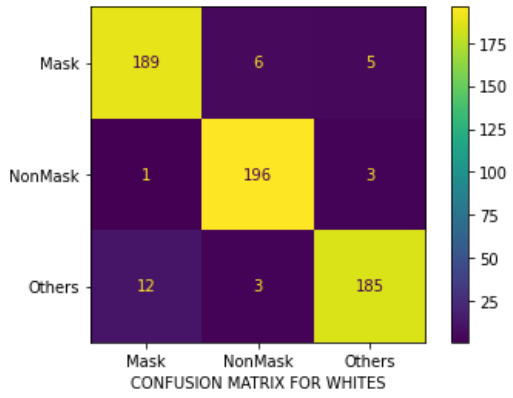 Mask 189 6 5
NonMask 1 196 3
Others 12 3 185
Mask NonMask Others
CONFUSION MATRIX FOR WHITES
175
150
125
100
75
50
25